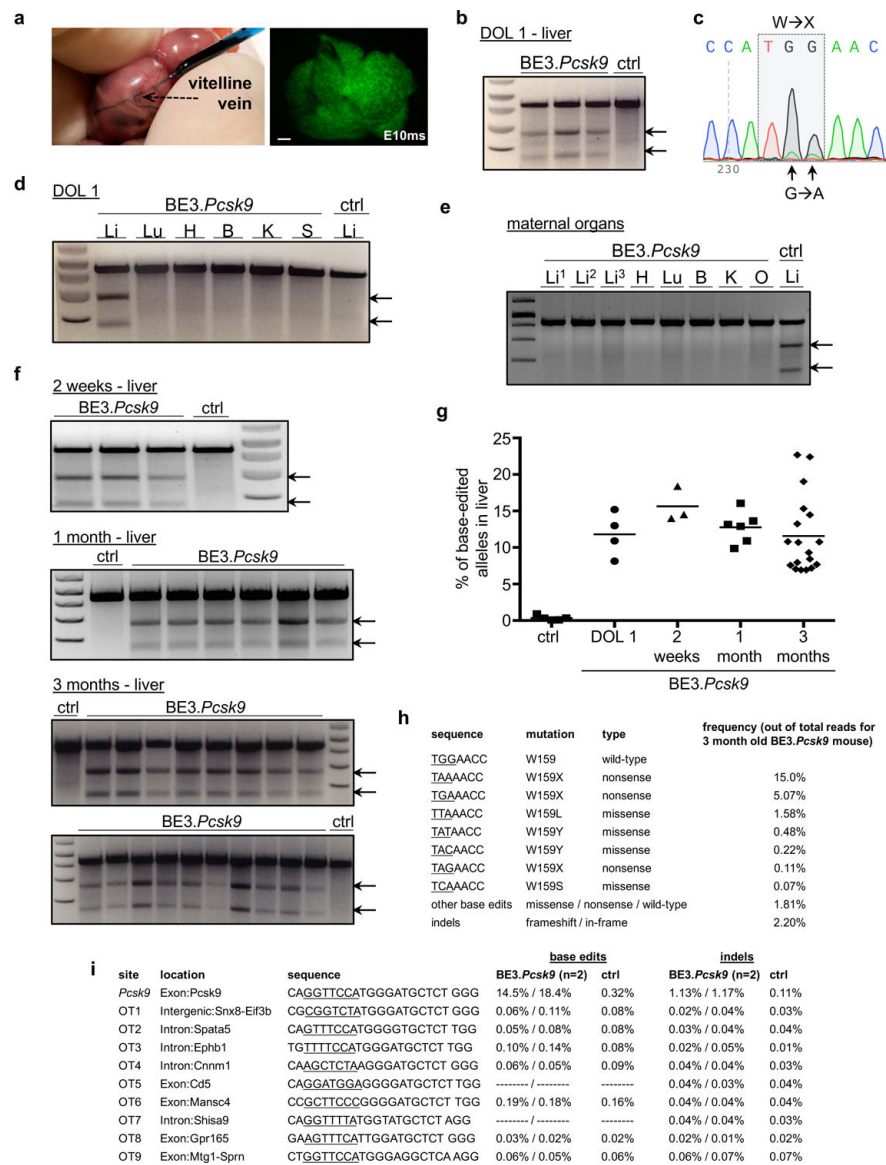 a
vitelline
vein
E10ms
b
DOL 1 - liver
BE3.Pcsk9 ctrl
c
W→X
C C A T G G A A C
230
G→A
d
DOL 1
BE3.Pcsk9 ctrl
Li Lu H B K S Li
e
maternal organs
BE3.Pcsk9 ctrl
Li¹ Li² Li³ H Lu B K O Li
f
2 weeks - liver
BE3.Pcsk9 ctrl
1 month - liver
ctrl BE3.Pcsk9
3 months - liver
ctrl BE3.Pcsk9
BE3.Pcsk9 ctrl
g
% of base-edited
alleles in liver
25
20
15
10
5
0
ctrl DOL 1 2 1 3
weeks month months
BE3.Pcsk9
h
sequence mutation type frequency (out of total reads for
3 month old BE3.Pcsk9 mouse)
TGGAACC W159 wild-type
TAAAACC W159X nonsense 15.0%
TGAAACC W159X nonsense 5.07%
TTAAACC W159L missense 1.58%
TATAACC W159Y missense 0.48%
TACAACC W159Y missense 0.22%
TAGAACC W159X nonsense 0.11%
TCAAACC W159S missense 0.07%
other base edits missense / nonsense / wild-type 1.81%
indels frameshift / in-frame 2.20%
i
base edits indels
site location sequence BE3.Pcsk9 (n=2) ctrl BE3.Pcsk9 (n=2) ctrl
Pcsk9 Exon:Pcsk9 CAGGTTCCATGGGATGCTCT GGG 14.5% / 18.4% 0.32% 1.13% / 1.17% 0.11%
OT1 Intergenic:Snx8-Eif3b CGCGGTCTATGGGATGCTCT GGG 0.06% / 0.11% 0.08% 0.02% / 0.04% 0.03%
OT2 Intron:Spata5 CAGTTTCCATGGGGTGCTCT TGG 0.05% / 0.08% 0.08% 0.03% / 0.04% 0.04%
OT3 Intron:Ephb1 TGTTTTCCATGGGATGCTCT TGG 0.10% / 0.14% 0.08% 0.02% / 0.05% 0.01%
OT4 Intron:Cnnm1 CAAGCTCTAAGGGATGCTCT GGG 0.06% / 0.05% 0.09% 0.04% / 0.04% 0.03%
OT5 Exon:Cd5 CAGGATGGAGGGGATGCTCT TGG -------- / -------- -------- 0.04% / 0.03% 0.04%
OT6 Exon:Mansc4 CCGCTTCCCGGGGATGCTCT TGG 0.19% / 0.18% 0.16% 0.04% / 0.04% 0.04%
OT7 Intron:Shisa9 CAGGTTTTATGGTATGCTCT AGG -------- / -------- -------- 0.04% / 0.04% 0.03%
OT8 Exon:Gpr165 GAAGTTTCATTGGATGCTCT GGG 0.03% / 0.02% 0.02% 0.02% / 0.01% 0.02%
OT9 Exon:Mtg1-Sprn CTGGTTCCATGGGAGGCTCA AGG 0.06% / 0.05% 0.06% 0.06% / 0.07% 0.07%